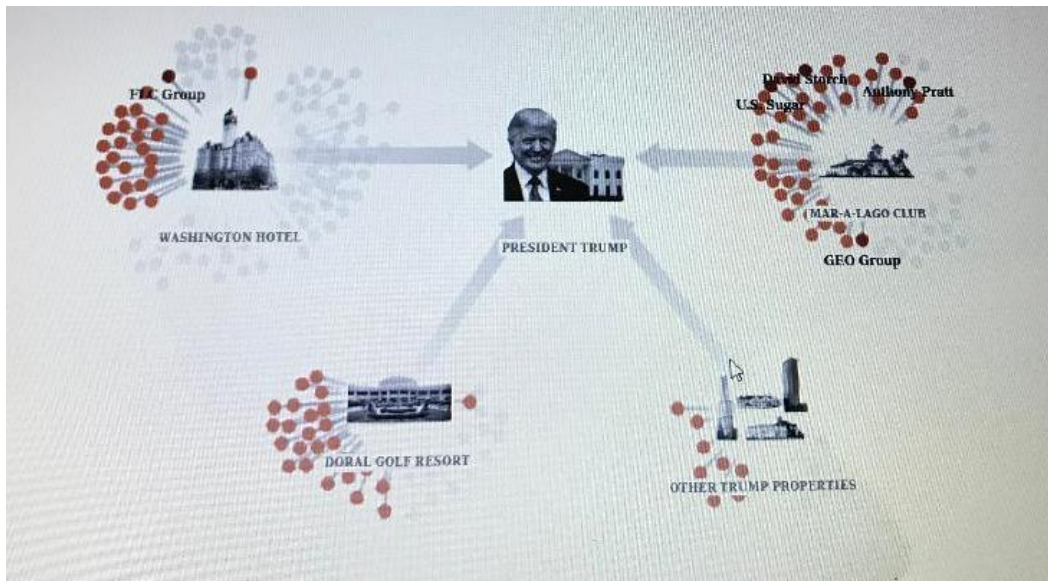 FLC Group
WASHINGTON HOTEL
PRESIDENT TRUMP
David Storch
Anthony Pratt
U.S. Sugar
MAR-A-LAGO CLUB
GEO Group
DORAL GOLF RESORT
OTHER TRUMP PROPERTIES